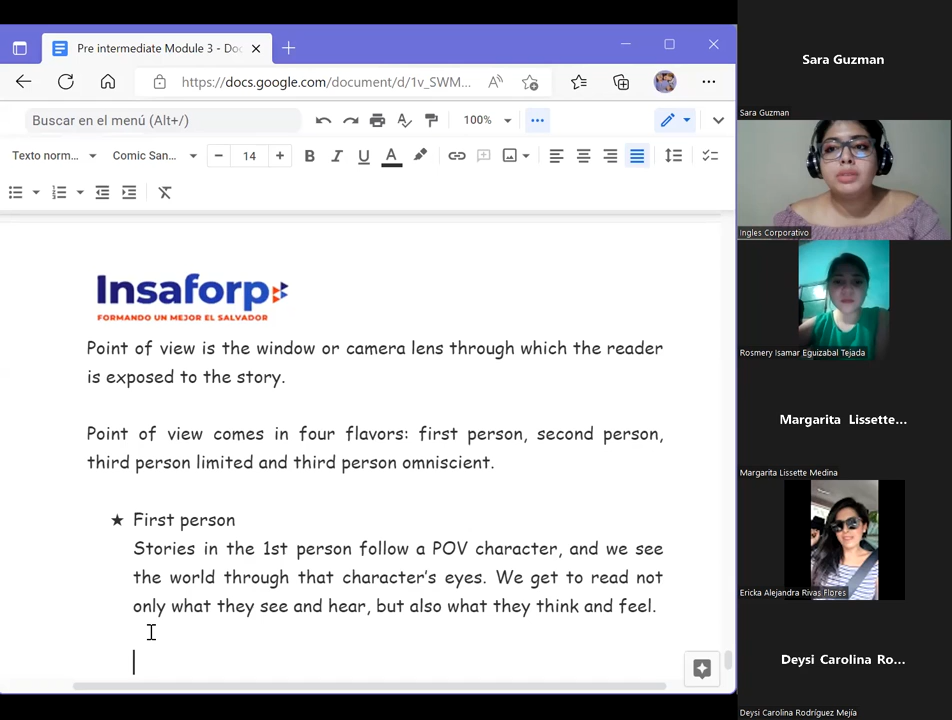 Pre intermediate Module 3 - Doc
https://docs.google.com/document/d/1v_SWM...
Buscar en el menú (Alt+/)
100%
Texto norm...
Comic San...
14
Insaforp
FORMANDO UN MEJOR EL SALVADOR
Point of view is the window or camera lens through which the reader
is exposed to the story.
Point of view comes in four flavors: first person, second person,
third person limited and third person omniscient.
★ First person
Stories in the 1st person follow a POV character, and we see
the world through that character's eyes. We get to read not
only what they see and hear, but also what they think and feel.
Sara Guzman
Sara Guzman
Ingles Corporativo
Rosmery Isamar Eguizabal Tejada
Margarita Lissette...
Margarita Lissette Medina
Ericka Alejandra Rivas Flores
Deysi Carolina Ro...
Deysi Carolina Rodríguez Mejía